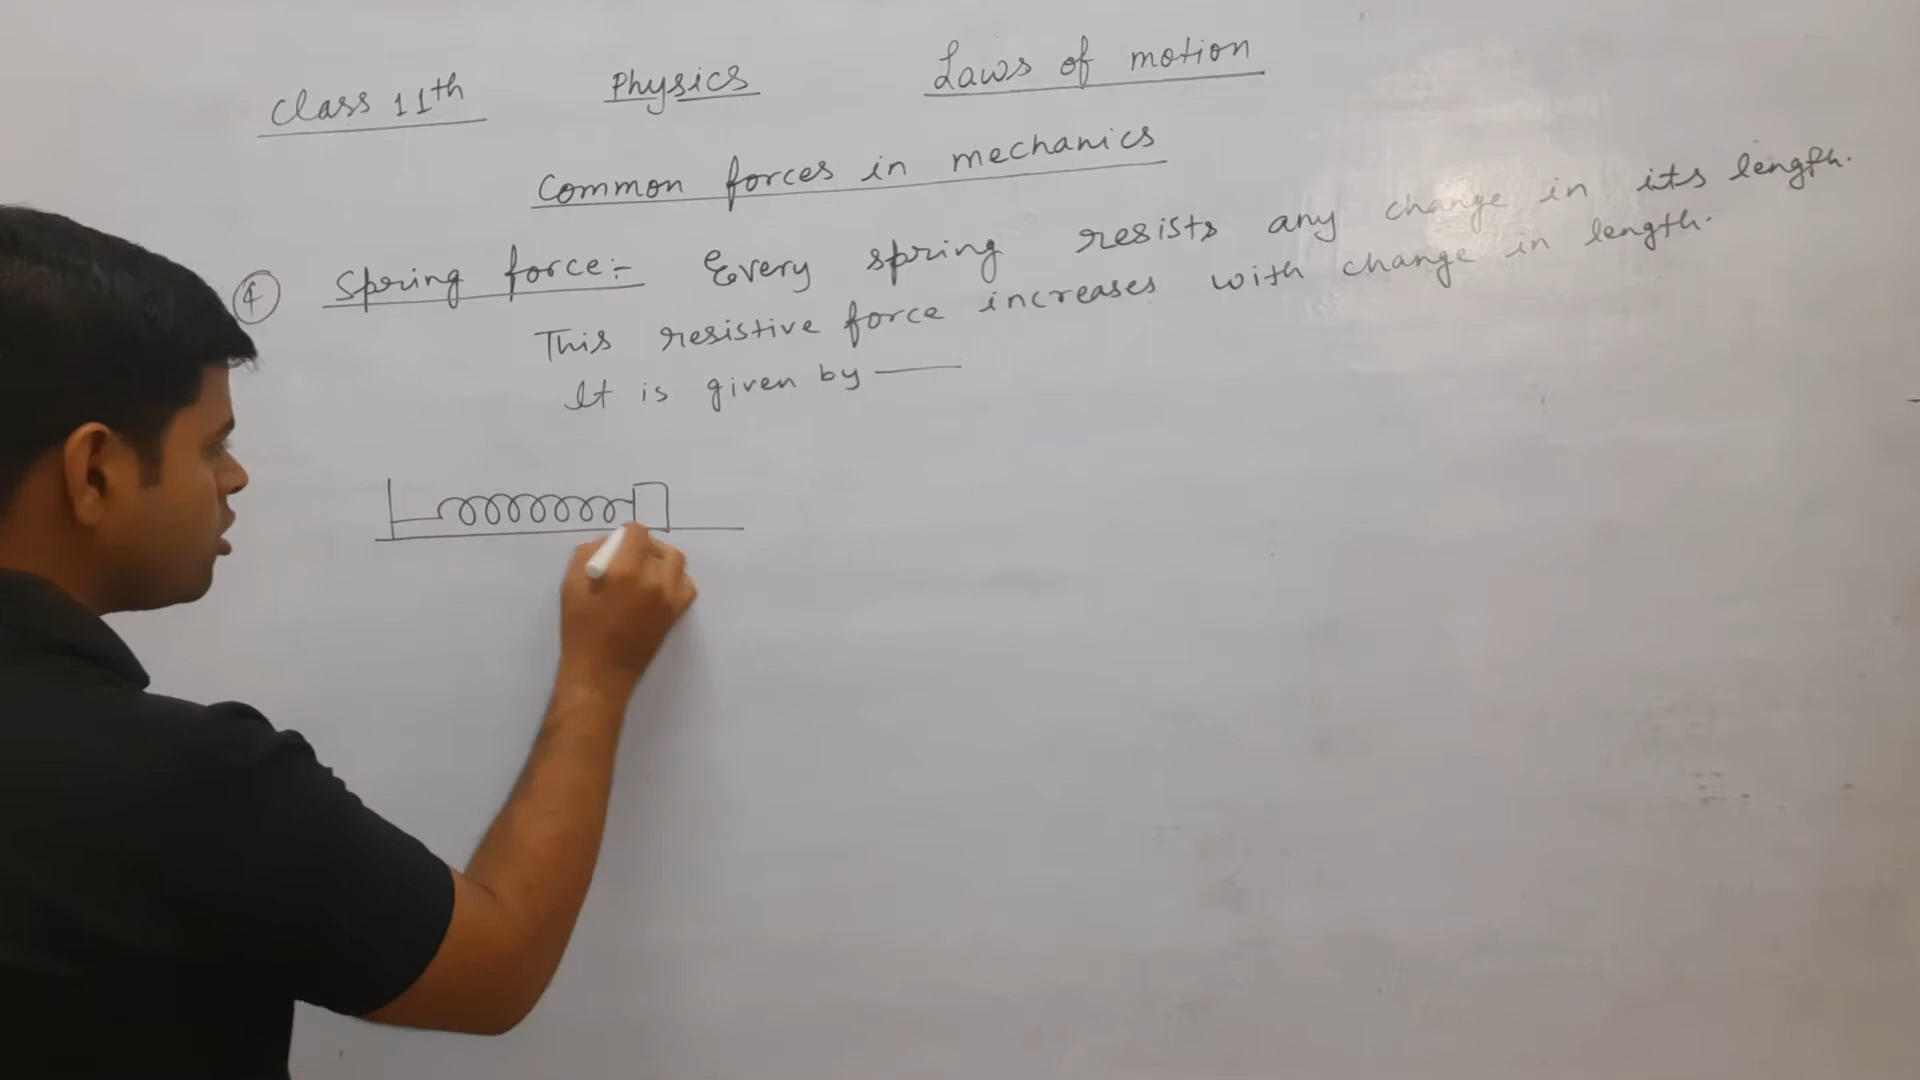 Class 11th Physics Laws of motion
Common forces in mechanics
④ Spring force:- Every spring resists any change in its length.
This resistive force increases with change in length.
It is given by ——